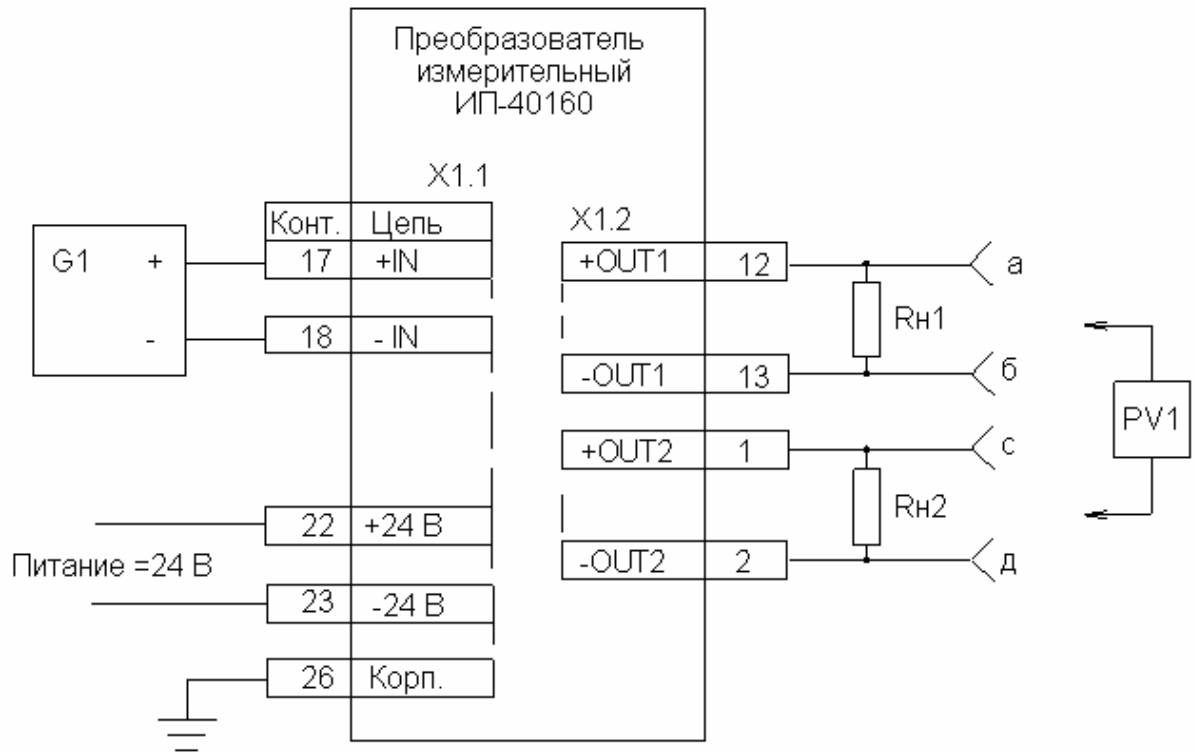 Преобразователь
измерительный
ИП-40160
X1.1
Конт. Цепь
X1.2
G1 +
17 +IN
+OUT1 12
а
-
18 - IN
Rн1
-OUT1 13
б
PV1
+OUT2 1
с
22 +24 В
Rн2
Питание =24 В
-OUT2 2
д
23 -24 В
26 Корп.